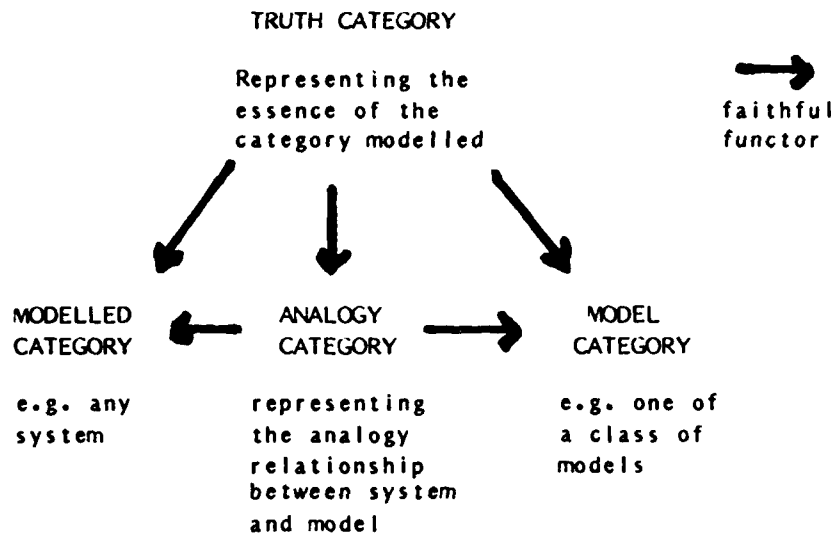 TRUTH CATEGORY
Representing the
essence of the
category modelled
faithful
functor
MODELLED
CATEGORY
e.g. any
system
ANALOGY
CATEGORY
representing
the analogy
relationship
between system
and model
MODEL
CATEGORY
e.g. one of
a class of
models